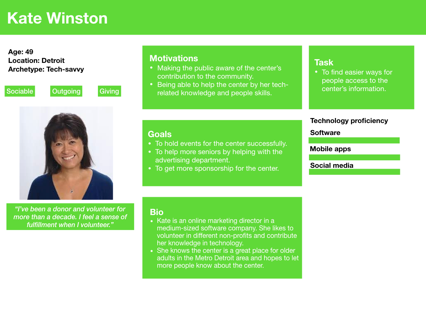 Kate Winston
Age: 49
Location: Detroit
Archetype: Tech-savvy
Sociable
Outgoing
Giving
"I've been a donor and volunteer for
more than a decade. I feel a sense of
fulfillment when I volunteer."
Motivations
• Making the public aware of the center's
contribution to the community.
• Being able to help the center by her tech-
related knowledge and people skills.
Goals
• To hold events for the center successfully.
• To help more seniors by helping with the
advertising department.
• To get more sponsorship for the center.
Bio
• Kate is an online marketing director in a
medium-sized software company. She likes to
volunteer in different non-profits and contribute
her knowledge in technology.
• She knows the center is a great place for older
adults in the Metro Detroit area and hopes to let
more people know about the center.
Task
• To find easier ways for
people access to the
center's information.
Technology proficiency
Software
Mobile apps
Social media